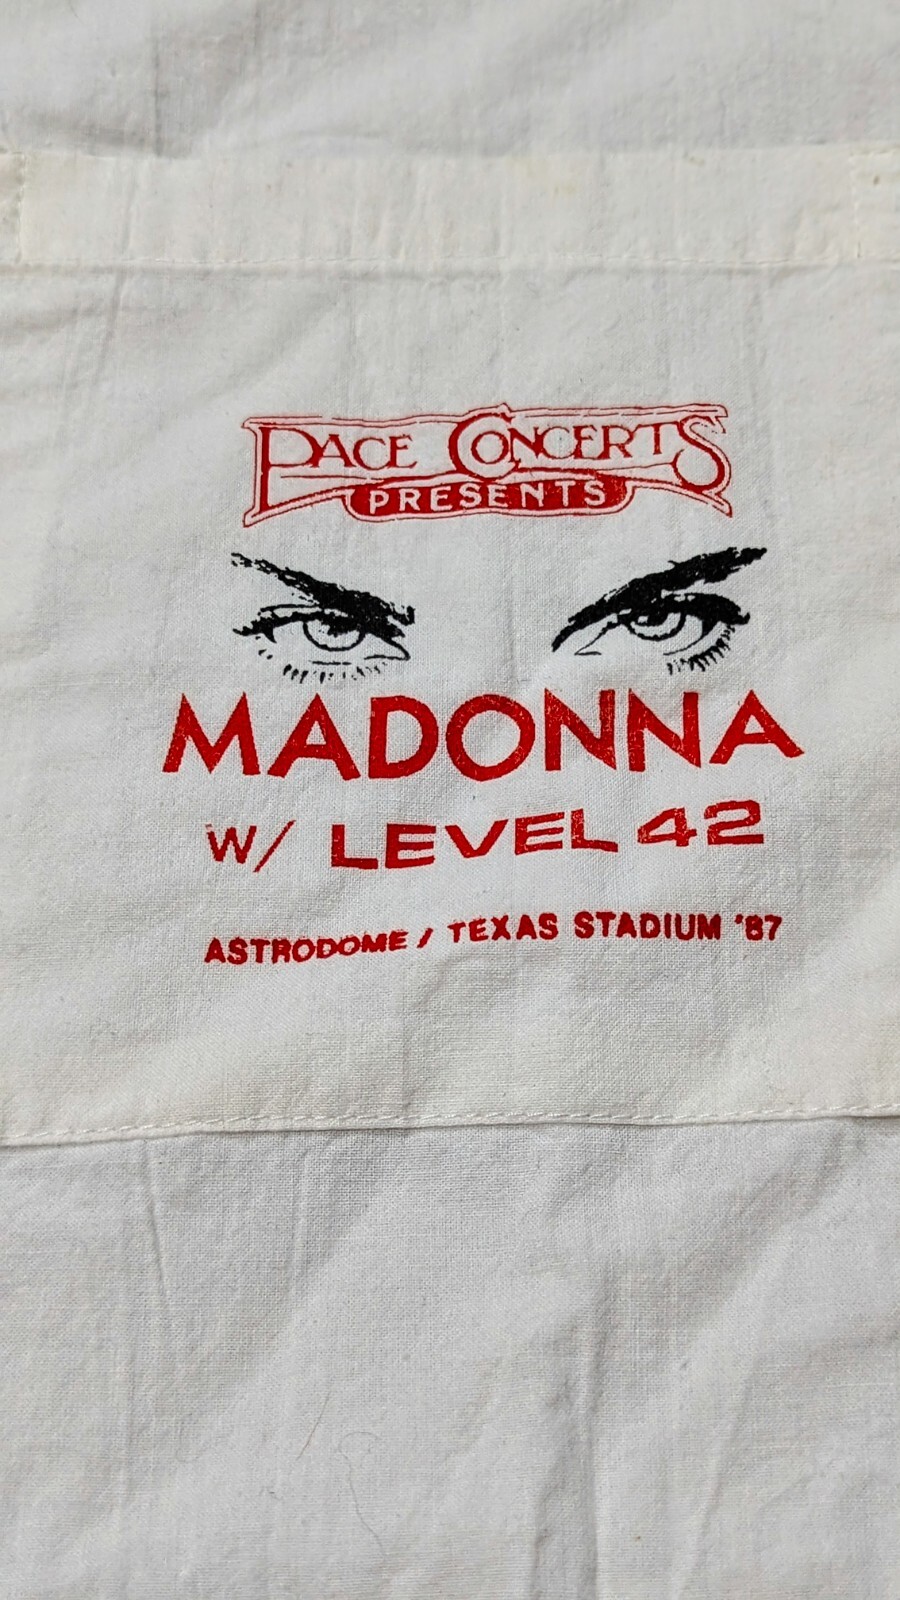 PACE CONCERTS
PRESENTS
MADONNA
W/ LEVEL 42
ASTRODOME / TEXAS STADIUM '87